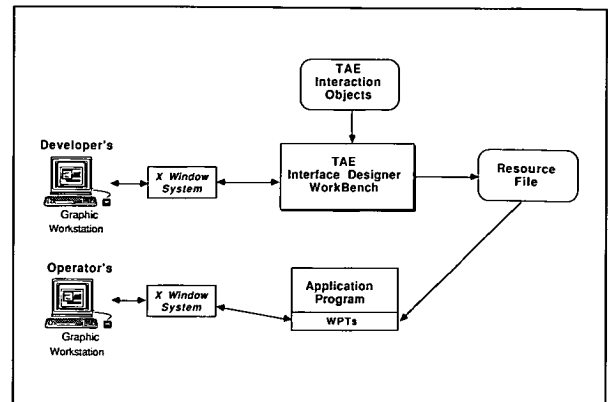 TAE
Interaction
Objects
Developer's
X Window
System
Graphic
Workstation
TAE
Interface Designer
WorkBench
Resource
File
Operator's
X Window
System
Graphic
Workstation
Application
Program
WPTs